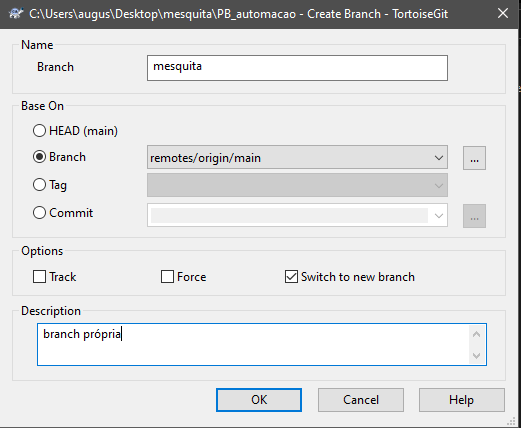 C:\Users\augus\Desktop\mesquita\PB_automacao - Create Branch - TortoiseGit
Name
Branch
mesquita
Base On
HEAD (main)
Branch
remotes/origin/main
...
Tag
Commit
...
Options
Track
Force
Switch to new branch
Description
branch própria
OK
Cancel
Help